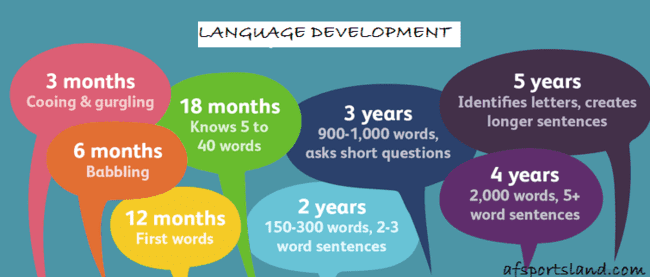 LANGUAGE DEVELOPMENT
3 months
Cooing & gurgling
6 months
Babbling
12 months
First words
18 months
Knows 5 to
40 words
2 years
150-300 words, 2-3
word sentences
3 years
900-1,000 words,
asks short questions
4 years
2,000 words, 5+
word sentences
5 years
Identifies letters, creates
longer sentences
afsportsland.com